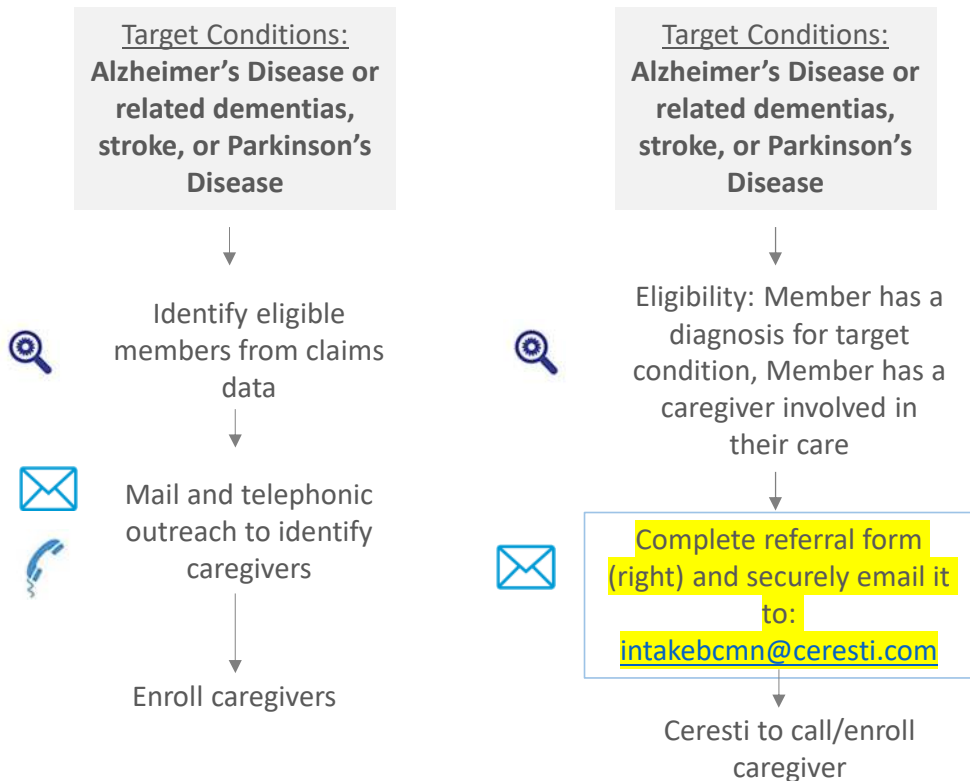 Target Conditions:
Alzheimer’s Disease or
related dementias,
stroke, or Parkinson’s
Disease
Identify eligible
members from claims
data
Mail and telephonic
outreach to identify
caregivers
Enroll caregivers
Target Conditions:
Alzheimer’s Disease or
related dementias,
stroke, or Parkinson’s
Disease
Eligibility: Member has a
diagnosis for target
condition, Member has a
caregiver involved in
their care
Complete referral form
(right) and securely email it
to:
intakebcmn@ceresti.com
Ceresti to call/enroll
caregiver